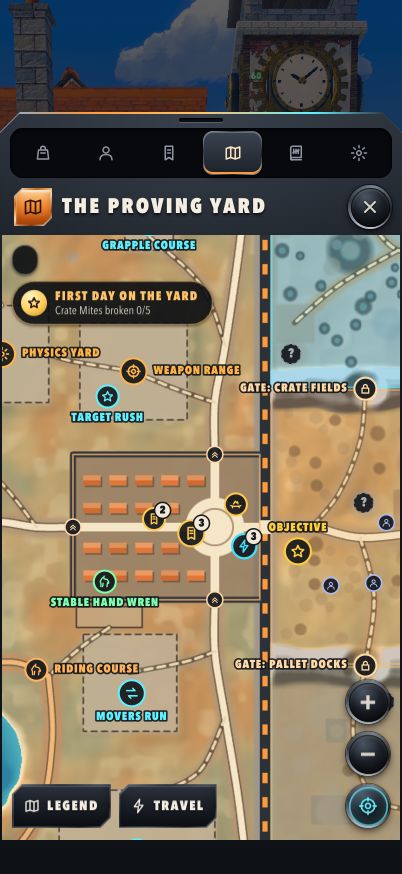 60
THE PROVING YARD
GRAPPLE COURSE
FIRST DAY ON THE YARD
Crate Mites broken 0/5
PHYSICS YARD
WEAPON RANGE
?
GATE: CRATE FIELDS
TARGET RUSH
?
2
3
OBJECTIVE
3
STABLE HAND WREN
GATE: PALLET DOCKS
RIDING COURSE
MOVERS RUN
LEGEND
TRAVEL